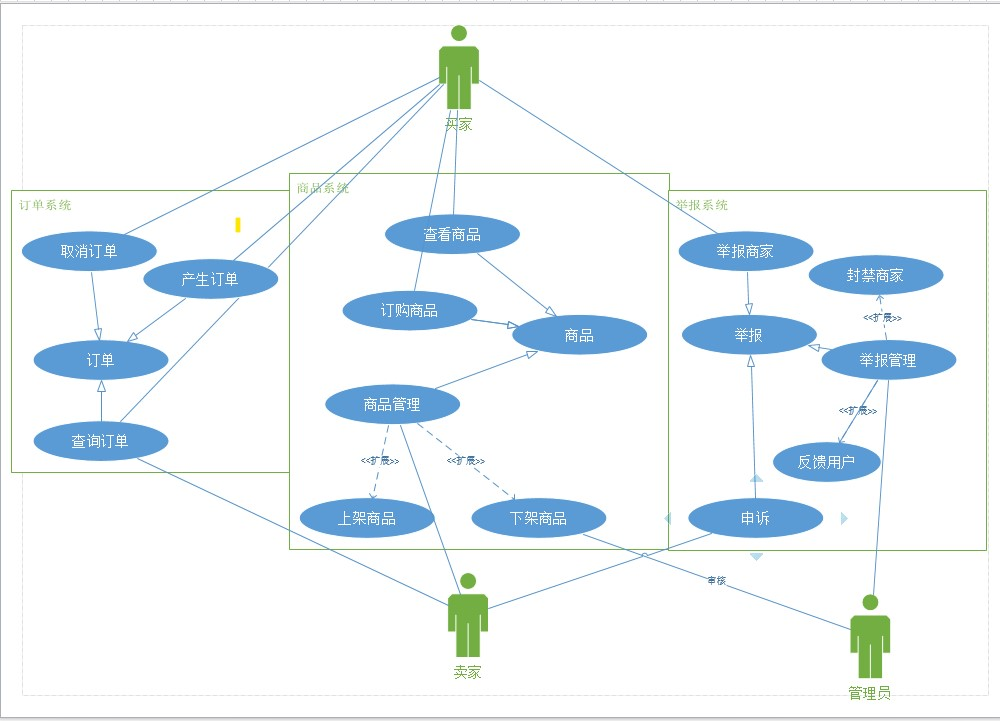 买家
订单系统
商品系统
举报系统
取消订单
产生订单
订单
查询订单
查看商品
订购商品
商品
商品管理
<<扩展>>
<<扩展>>
上架商品
下架商品
举报商家
封禁商家
<<扩展>>
举报
举报管理
<<扩展>>
反馈用户
申诉
审核
卖家
管理员